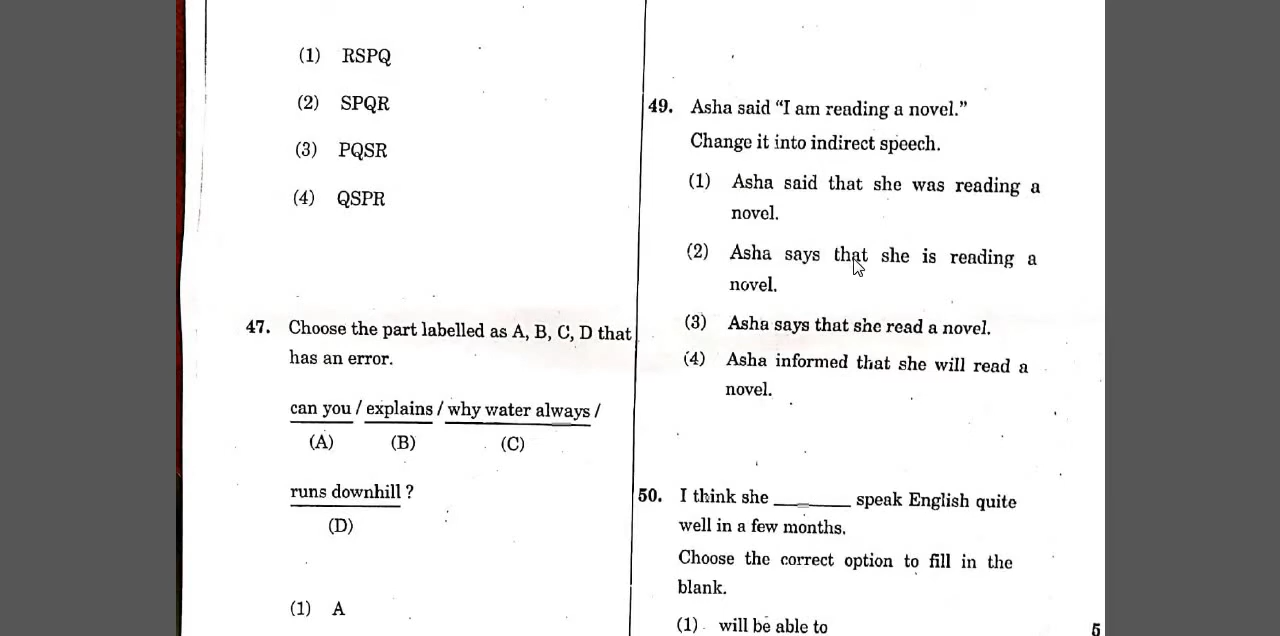 (1) RSPQ
(2) SPQR
(3) PQSR
(4) QSPR
47. Choose the part labelled as A, B, C, D that
has an error.
can you / explains / why water always /
(A) (B) (C)
runs downhill ?
(D)
(1) A
49. Asha said “I am reading a novel.”
Change it into indirect speech.
(1) Asha said that she was reading a
novel.
(2) Asha says that she is reading a
novel.
(3) Asha says that she read a novel.
(4) Asha informed that she will read a
novel.
50. I think she ______ speak English quite
well in a few months.
Choose the correct option to fill in the
blank.
(1) will be able to
5